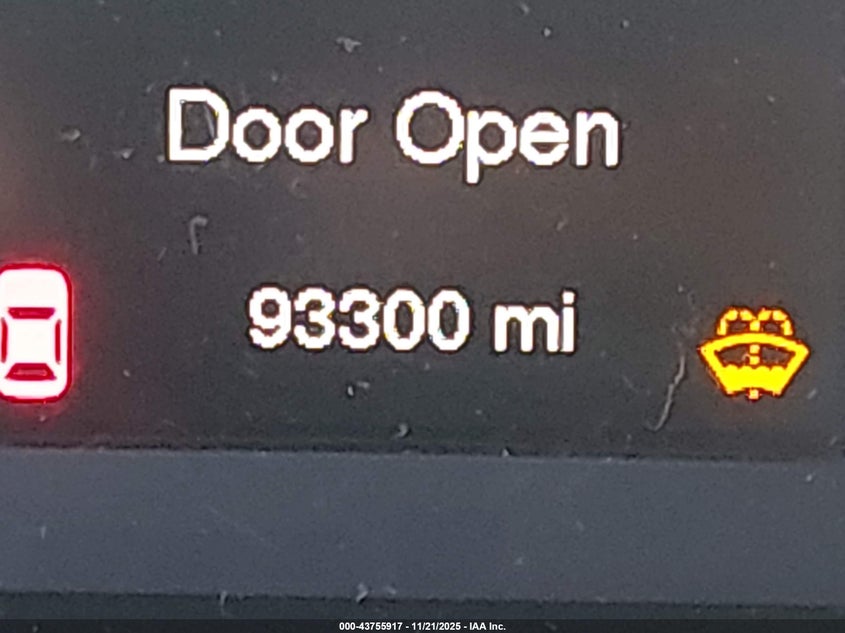 Door Open
93300 mi
000-43755917 - 11/21/2025 - IAA Inc.